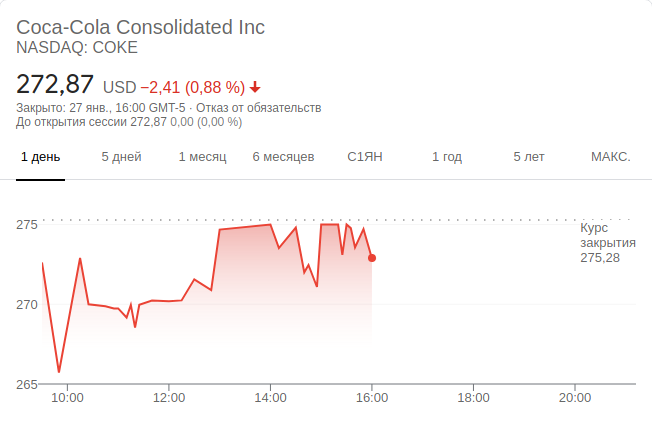 Coca-Cola Consolidated Inc
NASDAQ: COKE
272,87 USD −2,41 (0,88 %)
Закрыто: 27 янв., 16:00 GMT-5 · Отказ от обязательств
До открытия сессии 272,87 0,00 (0,00 %)
1 день 5 дней 1 месяц 6 месяцев С1ЯН 1 год 5 лет МАКС.
275
Курс
закрытия
275,28
270
265
10:00 12:00 14:00 16:00 18:00 20:00